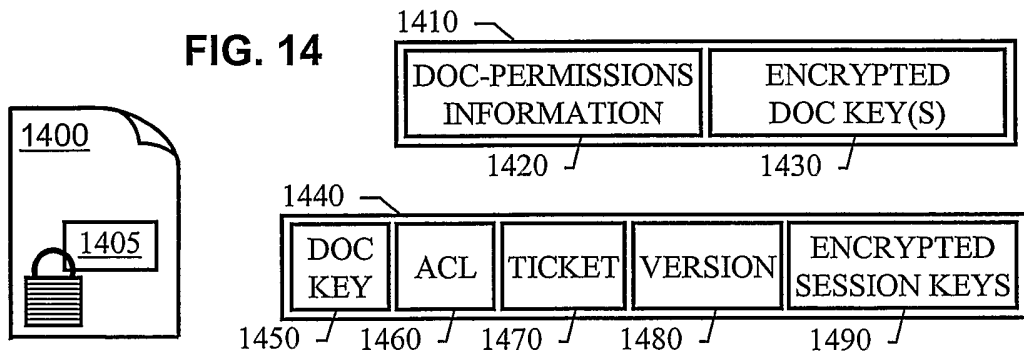 FIG. 14
1410
DOC-PERMISSIONS
INFORMATION
ENCRYPTED
DOC KEY(S)
1420
1430
1400
1405
1440
DOC
KEY
ACL
TICKET
VERSION
ENCRYPTED
SESSION KEYS
1450
1460
1470
1480
1490